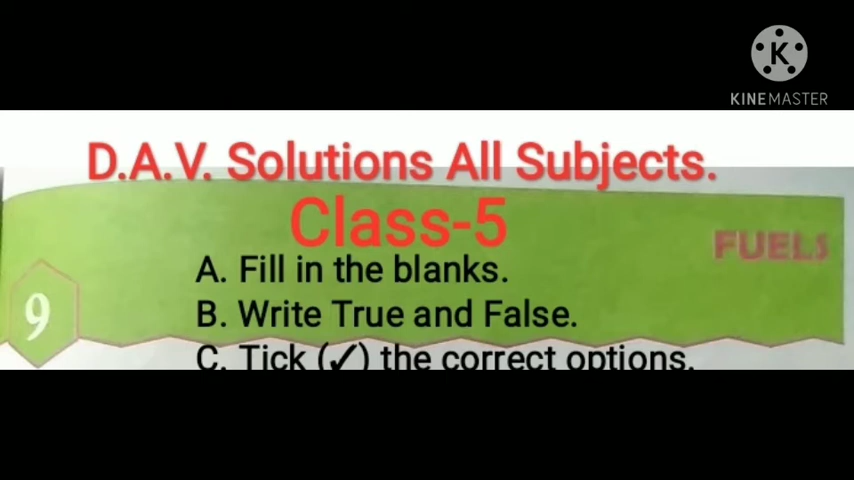 KINEMASTER
D.A.V. Solutions All Subjects.
Class-5
FUELS
A. Fill in the blanks.
9
B. Write True and False.
C. Tick (✓) the correct options.